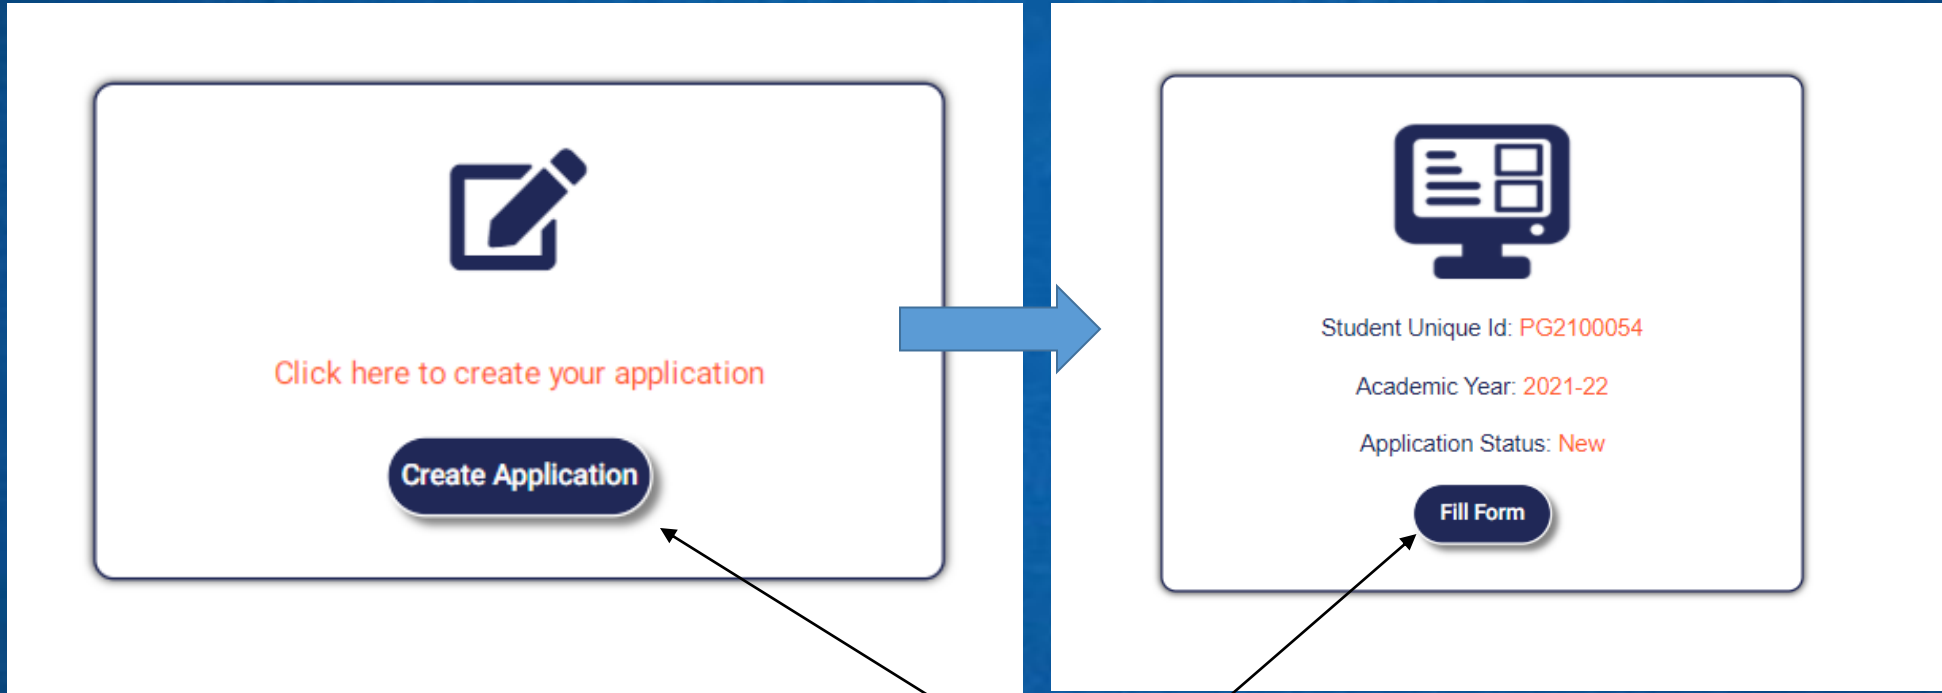 Click here to create your application
Create Application
Student Unique Id: PG2100054
Academic Year: 2021-22
Application Status: New
Fill Form